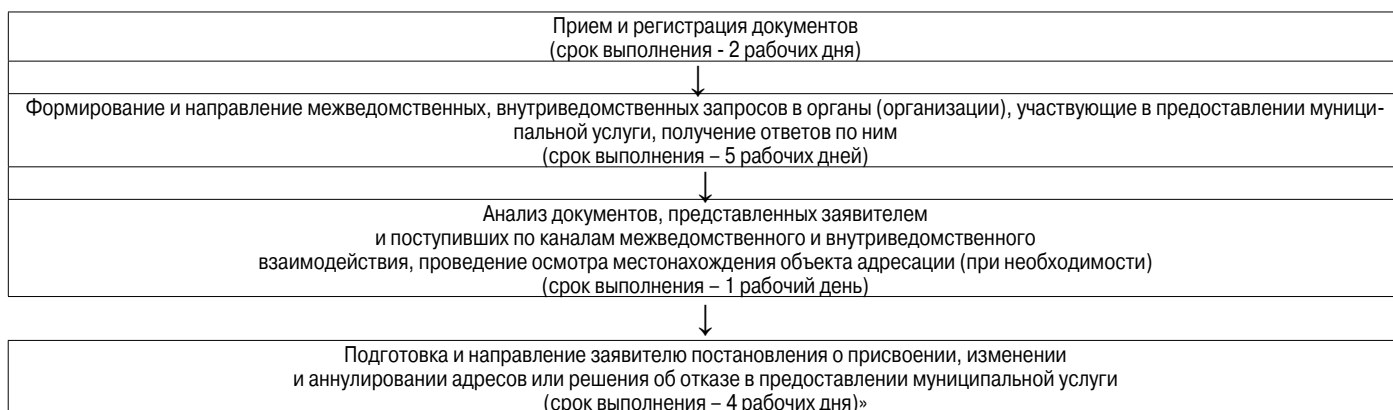 Прием и регистрация документов
(срок выполнения - 2 рабочих дня)
↓
Формирование и направление межведомственных, внутриведомственных запросов в органы (организации), участвующие в предоставлении муници-
пальной услуги, получение ответов по ним
(срок выполнения – 5 рабочих дней)
↓
Анализ документов, представленных заявителем
и поступивших по каналам межведомственного и внутриведомственного
взаимодействия, проведение осмотра местонахождения объекта адресации (при необходимости)
(срок выполнения – 1 рабочий день)
↓
Подготовка и направление заявителю постановления о присвоении, изменении
и аннулировании адресов или решения об отказе в предоставлении муниципальной услуги
(срок выполнения – 4 рабочих дня)»